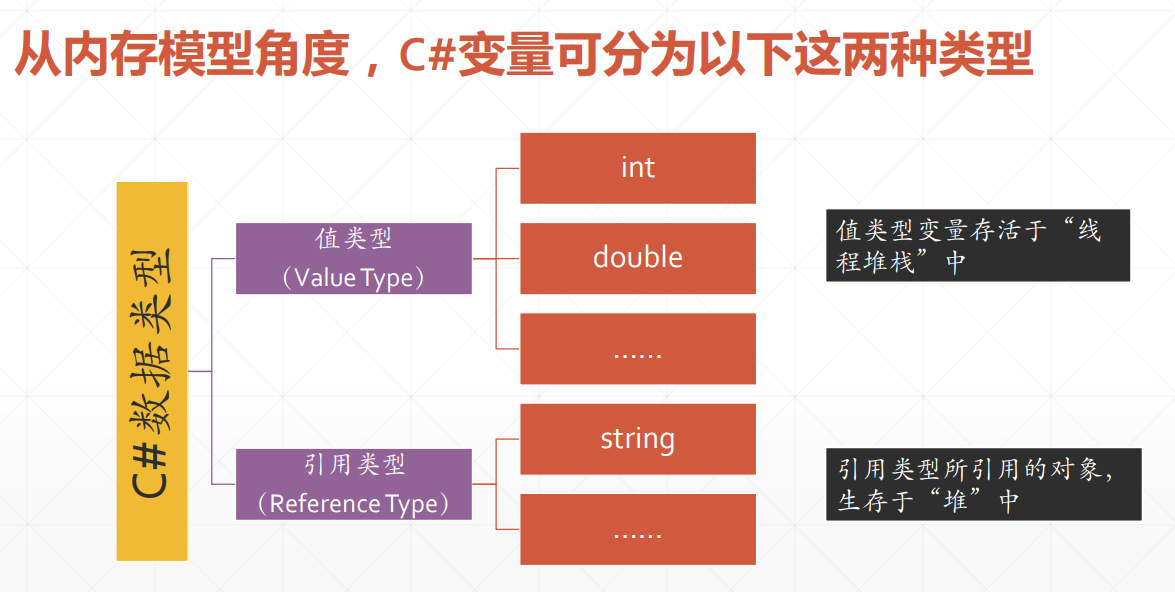 从内存模型角度，C#变量可分为以下这两种类型
C#数据类型
值类型
（Value Type）
int
double
……
值类型变量存活于“线
程堆栈”中
引用类型
（Reference Type）
string
……
引用类型所引用的对象，
生存于“堆”中